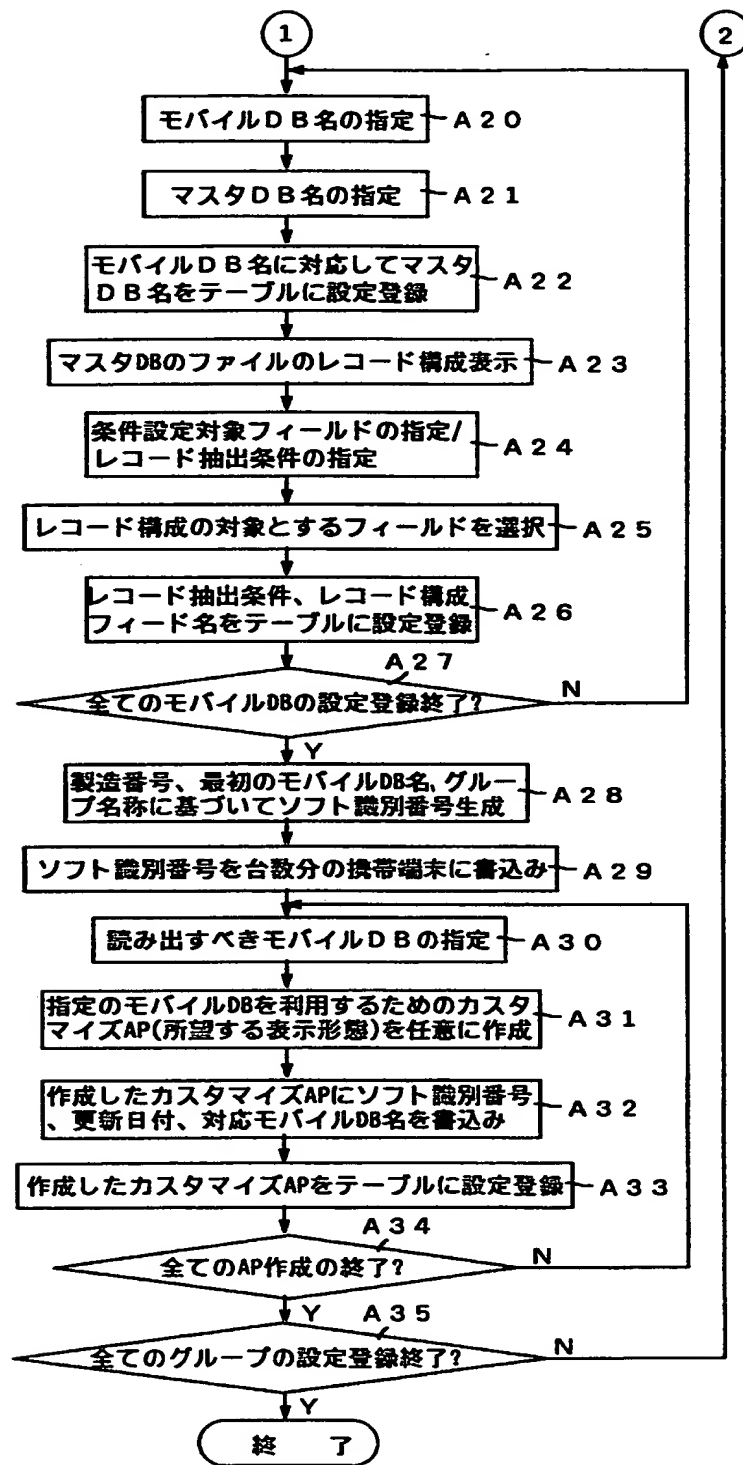 1
2
モバイルDB名の指定 A20
マスタDB名の指定 A21
モバイルDB名に対応してマスタ
DB名をテーブルに設定登録 A22
マスタDBのファイルのレコード構成表示 A23
条件設定対象フィールドの指定/
レコード抽出条件の指定 A24
レコード構成の対象とするフィールドを選択 A25
レコード抽出条件、レコード構成
フィード名をテーブルに設定登録 A26
A27
全てのモバイルDBの設定登録終了? N
Y
製造番号、最初のモバイルDB名、グルー
プ名称に基づいてソフト識別番号生成 A28
ソフト識別番号を台数分の携帯端末に書込み A29
読み出すべきモバイルDBの指定 A30
指定のモバイルDBを利用するためのカスタ
マイズAP(所望する表示形態)を任意に作成 A31
作成したカスタマイズAPにソフト識別番号
、更新日付、対応モバイルDB名を書込み A32
作成したカスタマイズAPをテーブルに設定登録 A33
A34
全てのAP作成の終了? N
Y
A35
全てのグループの設定登録終了? N
Y
終 了